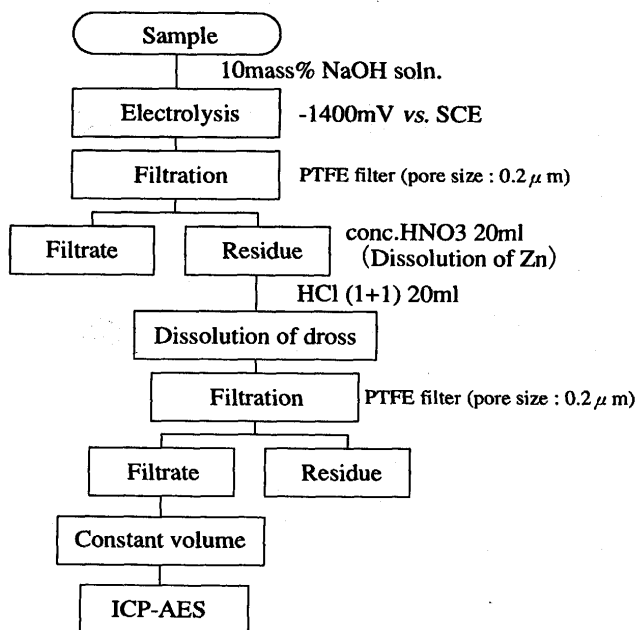 Sample
10mass% NaOH soln.
Electrolysis
-1400mV vs. SCE
Filtration
PTFE filter (pore size : 0.2μm)
Filtrate
Residue
conc.HNO3 20ml
(Dissolution of Zn)
HCl (1+1) 20ml
Dissolution of dross
Filtration
PTFE filter (pore size : 0.2μm)
Filtrate
Residue
Constant volume
ICP-AES